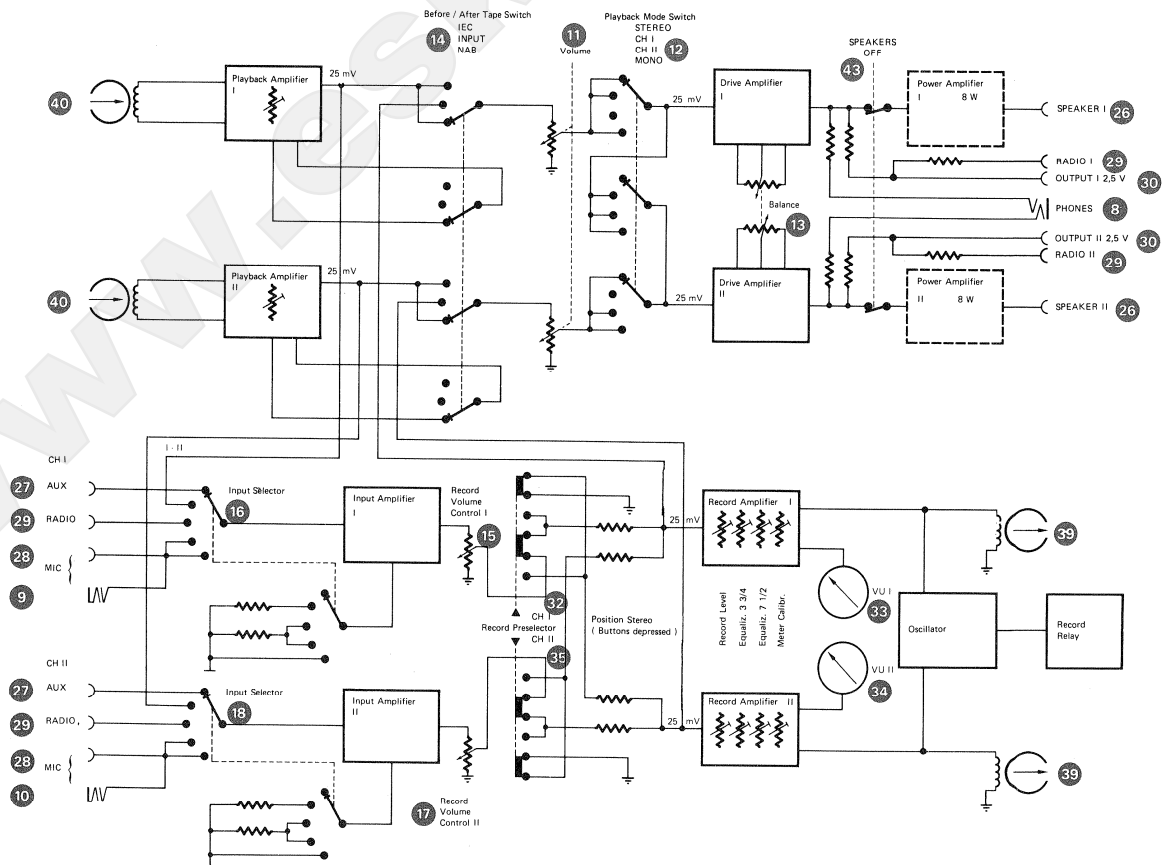 Before / After Tape Switch
IEC
INPUT
NAB
14
11
Volume
Playback Mode Switch
STEREO
CH I
CH II
MONO
12
SPEAKERS
OFF
43
40
Playback Amplifier
I
25 mV
25 mV
Drive Amplifier
I
Power Amplifier
I 8 W
SPEAKER I
26
RADIO I
29
OUTPUT I 2,5 V
30
PHONES
8
Balance
13
OUTPUT II 2,5 V
30
RADIO II
29
40
Playback Amplifier
II
25 mV
25 mV
Drive Amplifier
II
Power Amplifier
II 8 W
SPEAKER II
26
I - II
CH I
27
AUX
29
RADIO
28
MIC
9
Input Selector
16
Input Amplifier
I
Record
Volume
Control I
15
32
CH I
Record Preselector
CH II
35
Position Stereo
( Buttons depressed )
25 mV
Record Amplifier I
Record Level
Equaliz. 3 3/4
Equaliz. 7 1/2
Meter Calibr.
VU I
33
VU II
34
Oscillator
Record
Relay
39
CH II
27
AUX
29
RADIO,
28
MIC
10
Input Selector
18
Input Amplifier
II
17
Record
Volume
Control II
25 mV
Record Amplifier II
39
www.es